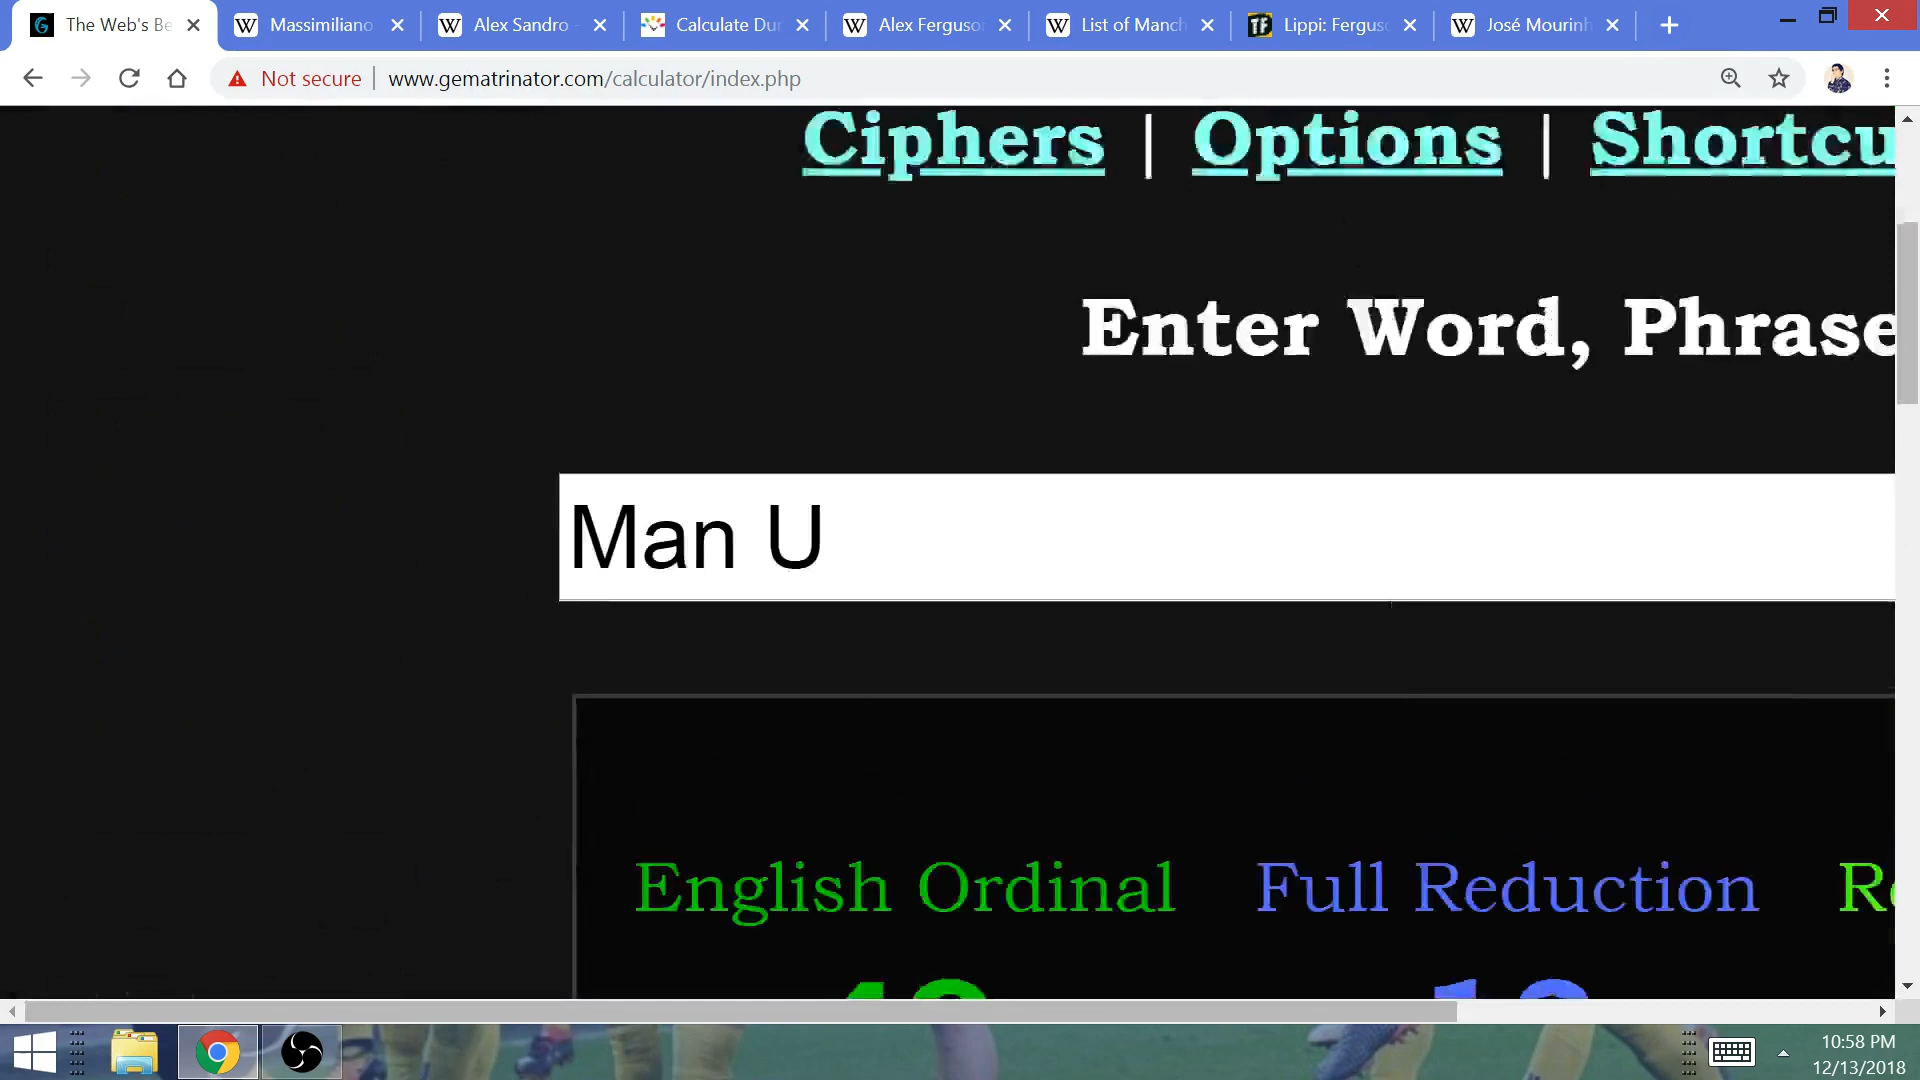 The Web's Be
Massimiliano
Alex Sandro -
Calculate Du
Alex Ferguso
List of Manch
Lippi: Fergus
José Mourinh
Not secure
www.gematrinator.com/calculator/index.php
Ciphers | Options | Shortcu
Enter Word, Phrase
Man U
English Ordinal
Full Reduction
10:58 PM
12/13/2018